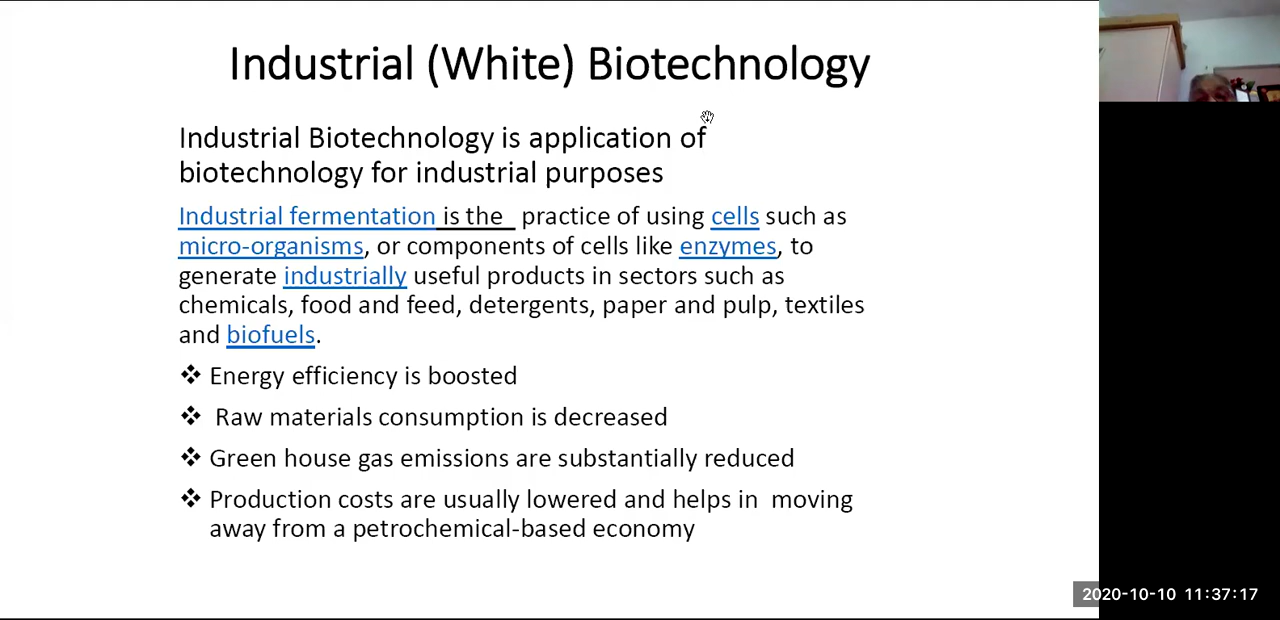 Industrial (White) Biotechnology
Industrial Biotechnology is application of
biotechnology for industrial purposes
Industrial fermentation is the practice of using cells such as
micro-organisms, or components of cells like enzymes, to
generate industrially useful products in sectors such as
chemicals, food and feed, detergents, paper and pulp, textiles
and biofuels.
❖ Energy efficiency is boosted
❖ Raw materials consumption is decreased
❖ Green house gas emissions are substantially reduced
❖ Production costs are usually lowered and helps in moving
away from a petrochemical-based economy
2020-10-10 11:37:17